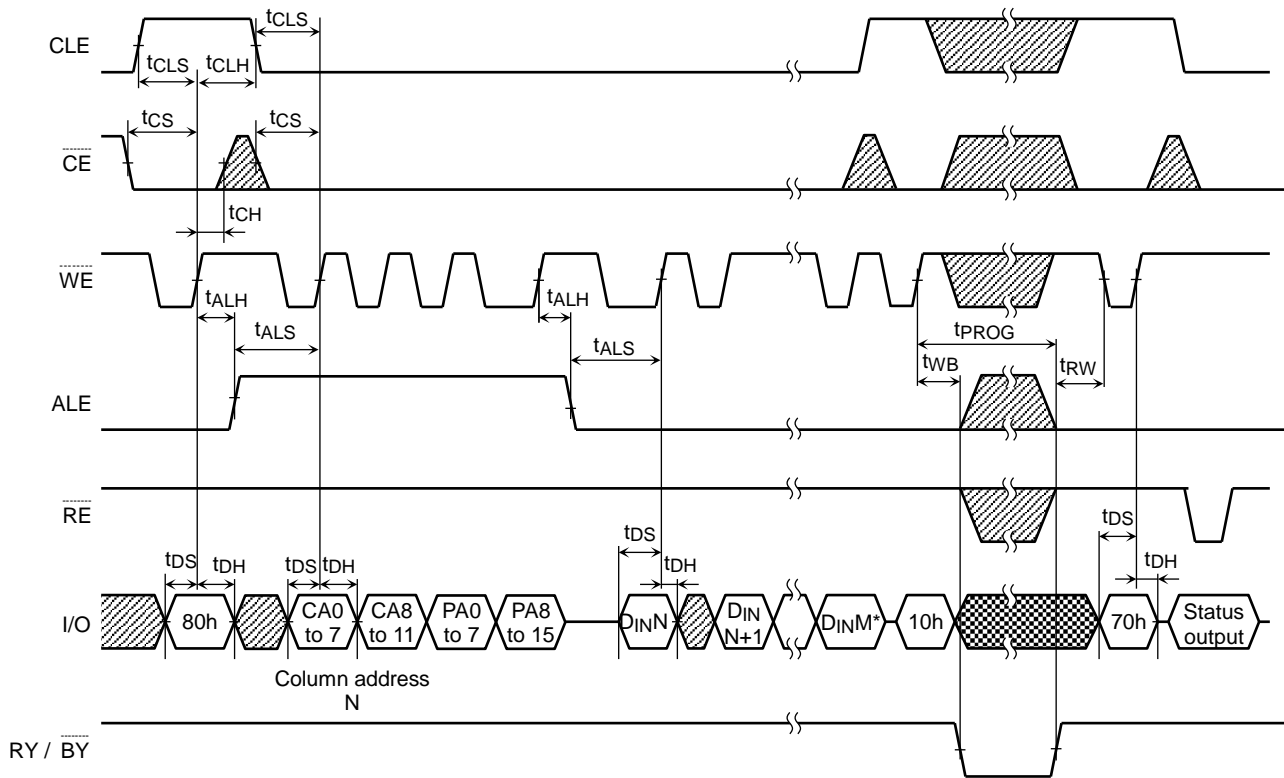 tCLS
CLE
tCLS
tCLH
tCS
tCS
CE
tCH
WE
tALH
tALH
tPROG
tALS
tALS
tWB
tRW
ALE
RE
tDS
tDS
tDS
tDH
tDS
tDH
tDH
tDH
I/O
80h
CA0
to 7
CA8
to 11
PA0
to 7
PA8
to 15
DINN
DIN
N+1
DINM*
10h
70h
Status
output
Column address
N
RY / BY